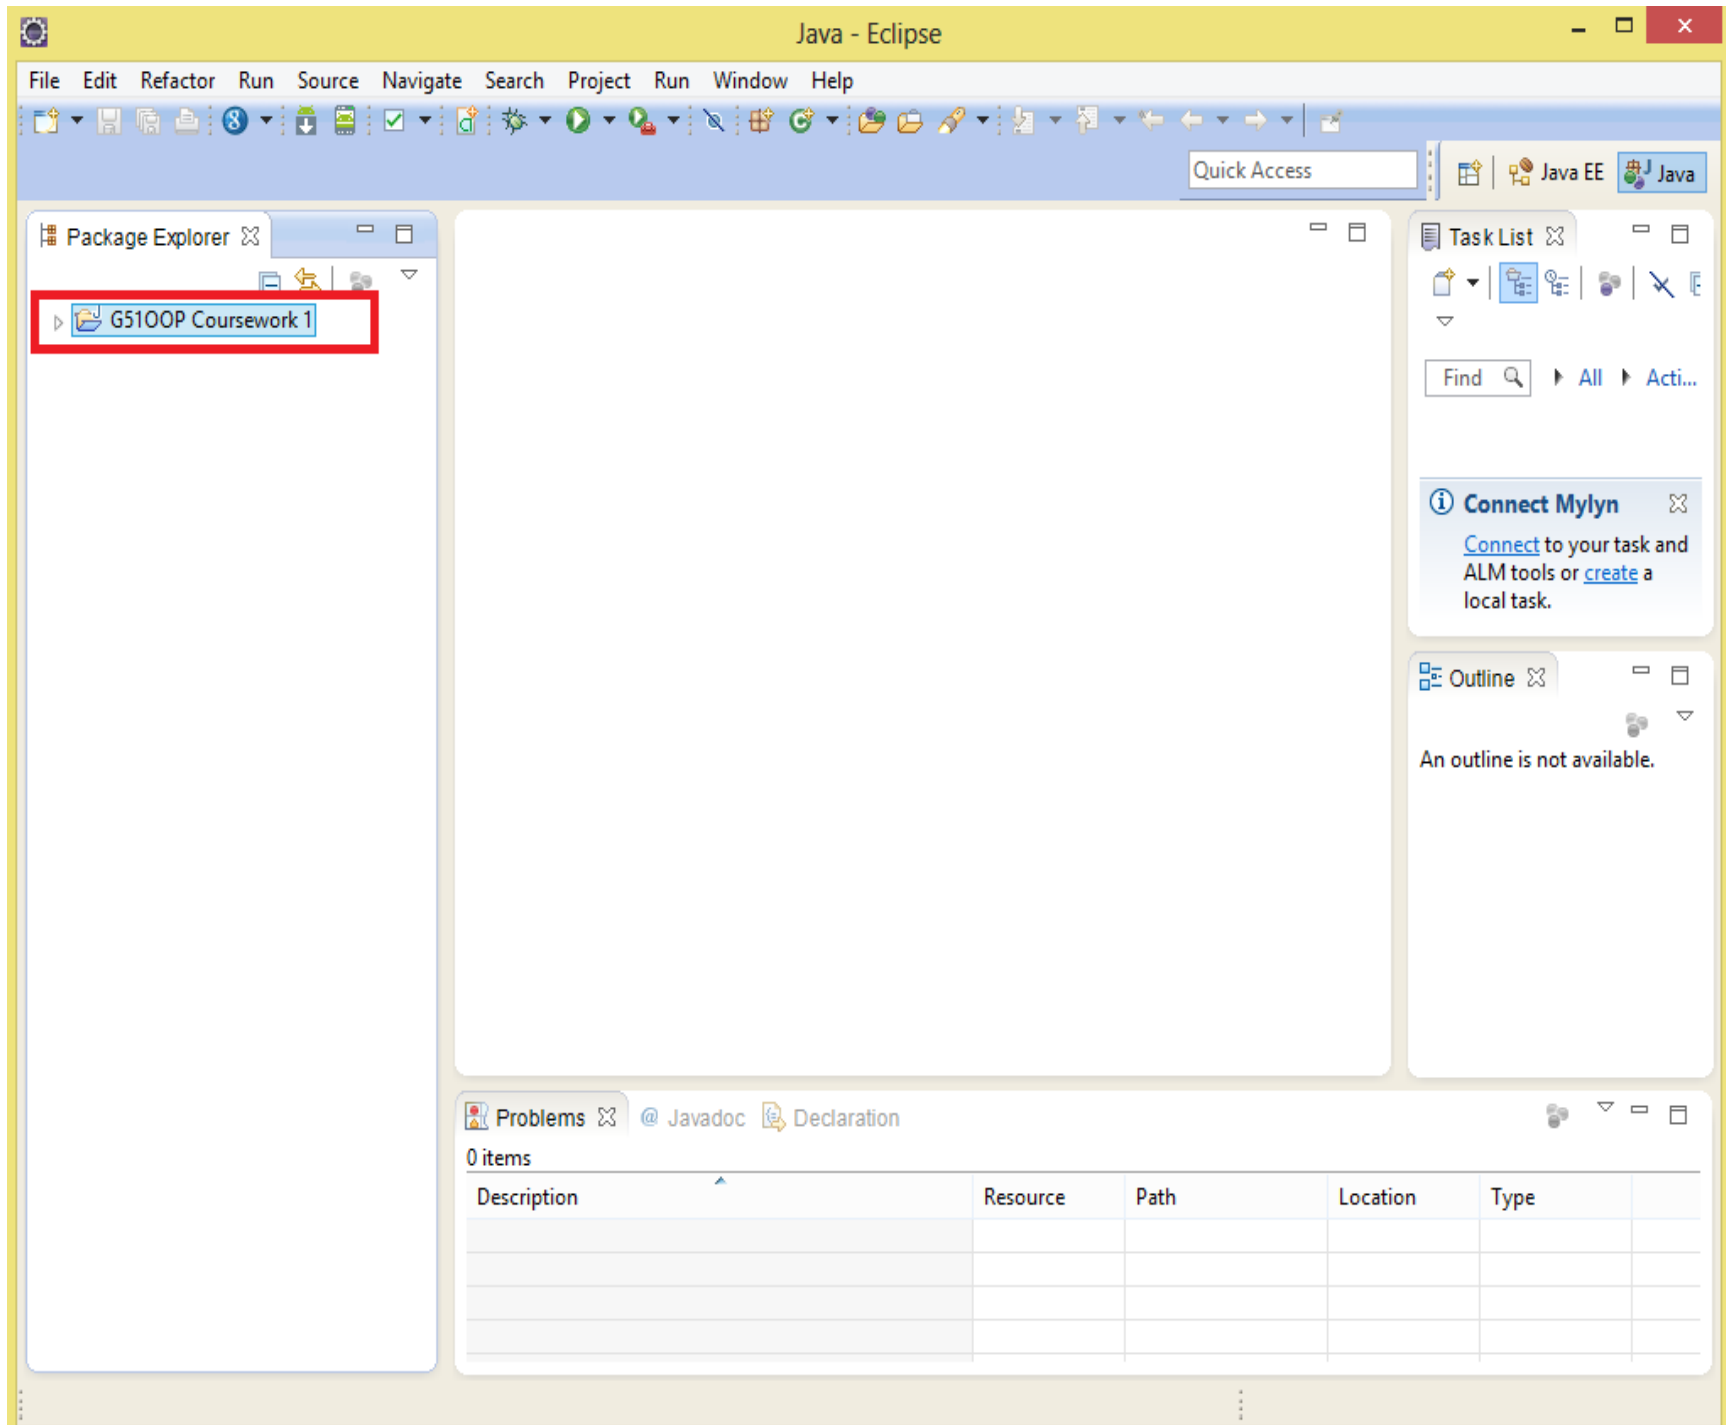 Java - Eclipse
File Edit Refactor Run Source Navigate Search Project Run Window Help
Quick Access
Java EE
Java
Package Explorer
G51OOP Coursework 1
Task List
Find
All
Acti...
Connect Mylyn
Connect to your task and
ALM tools or create a
local task.
Outline
An outline is not available.
Problems @ Javadoc Declaration
0 items
Description Resource Path Location Type